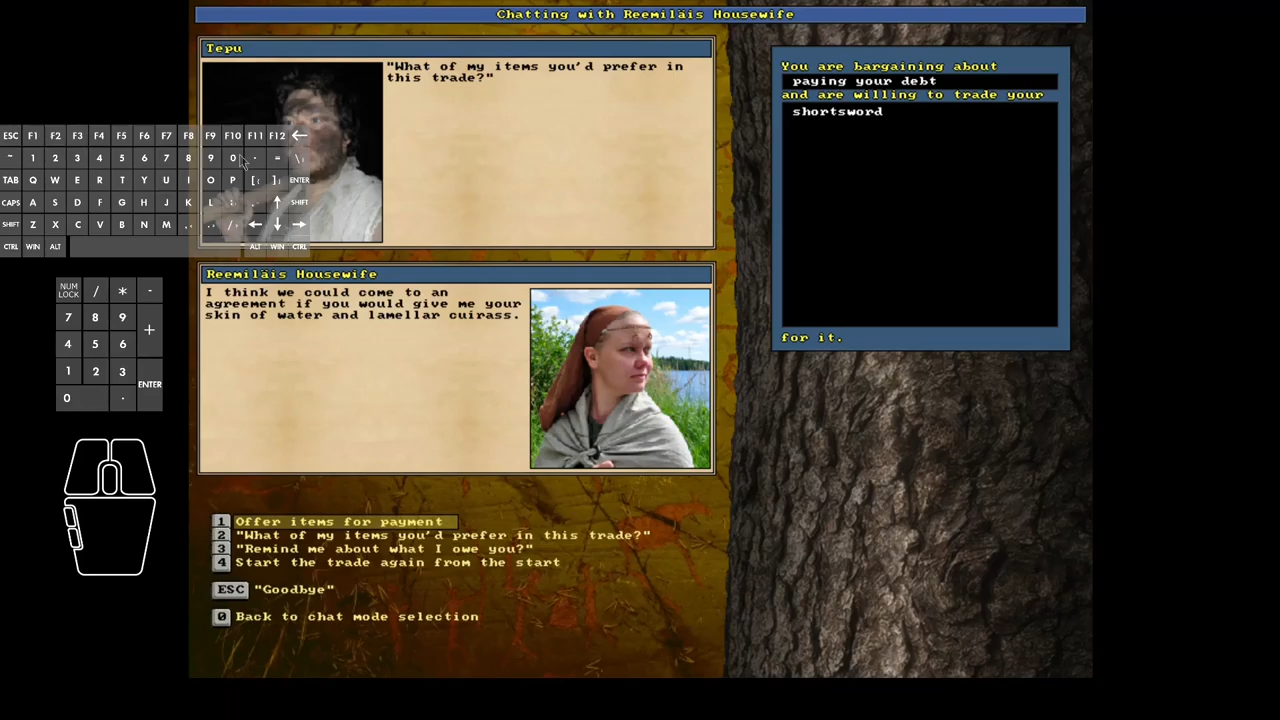 Chatting with Reemiläis Housewife
Tepu
"What of my items you'd prefer in
this trade?"
You are bargaining about
paying your debt
and are willing to trade your
shortsword
for it.
ESC F1 F2 F3 F4 F5 F6 F7 F8 F9 F10 F11 F12 ←
~ 1 2 3 4 5 6 7 8 9 0 - = \
TAB Q W E R T Y U I O P [ ] ENTER
CAPS A S D F G H J K L ; ↑ SHIFT
SHIFT Z X C V B N M , . / ← ↓ →
CTRL WIN ALT ALT WIN CTRL
Reemiläis Housewife
I think we could come to an
agreement if you would give me your
skin of water and lamellar cuirass.
NUM LOCK / * -
7 8 9 +
4 5 6
1 2 3 ENTER
0 .
1 Offer items for payment
2 "What of my items you'd prefer in this trade?"
3 "Remind me about what I owe you?"
4 Start the trade again from the start
ESC "Goodbye"
0 Back to chat mode selection